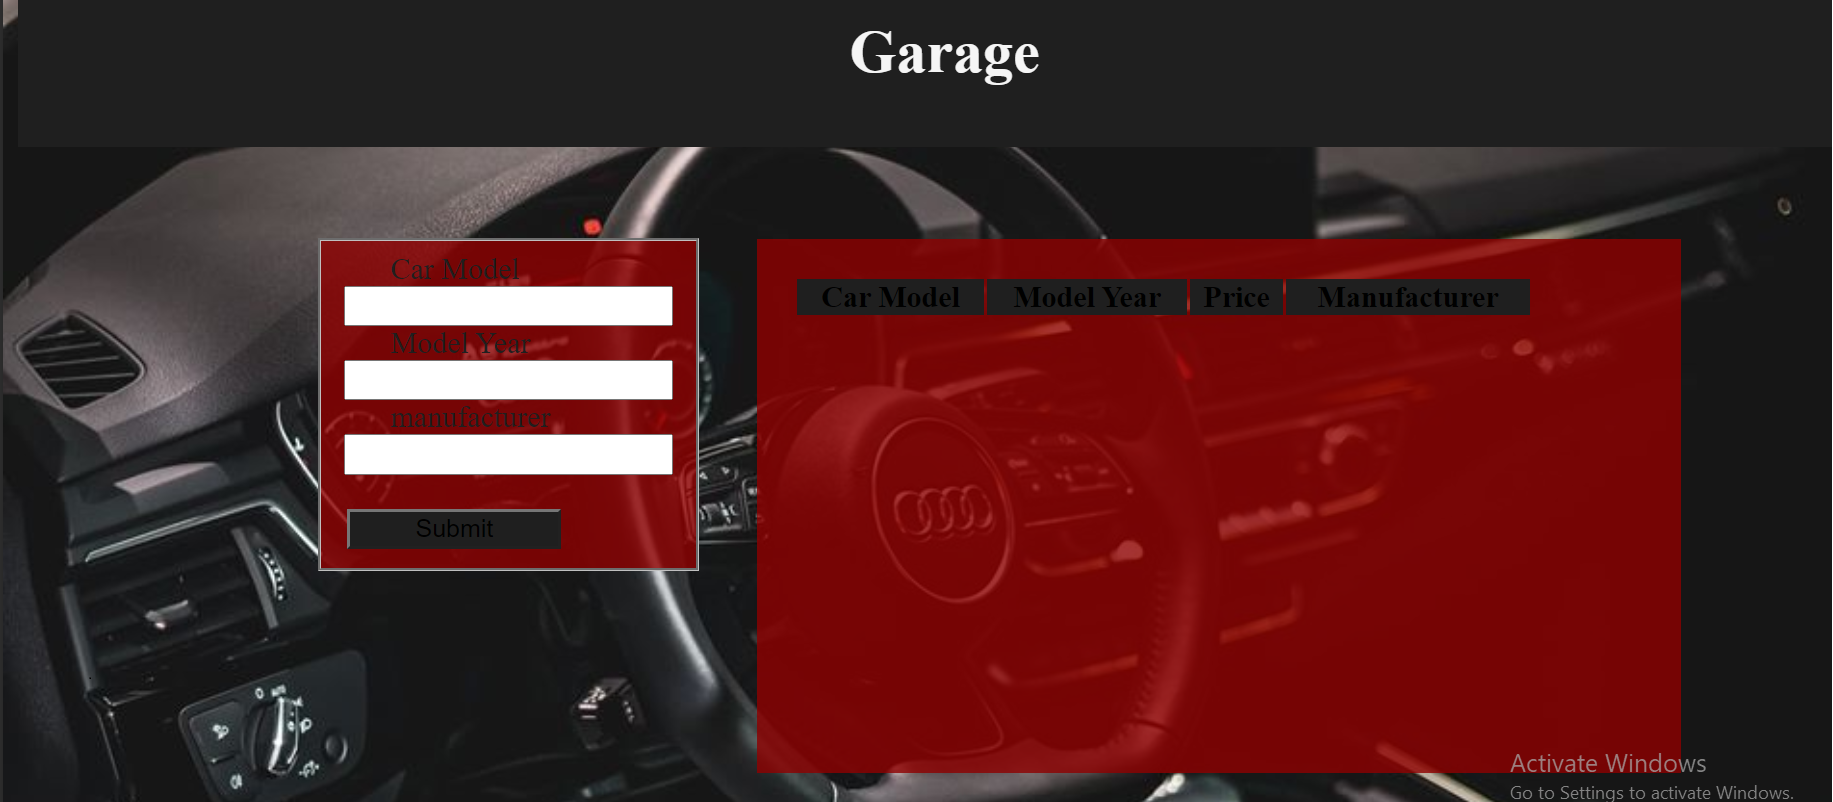 Garage
Car Model
Model Year
manufacturer
Submit
Car Model Model Year Price Manufacturer
AUTO
Activate Windows
Go to Settings to activate Windows.